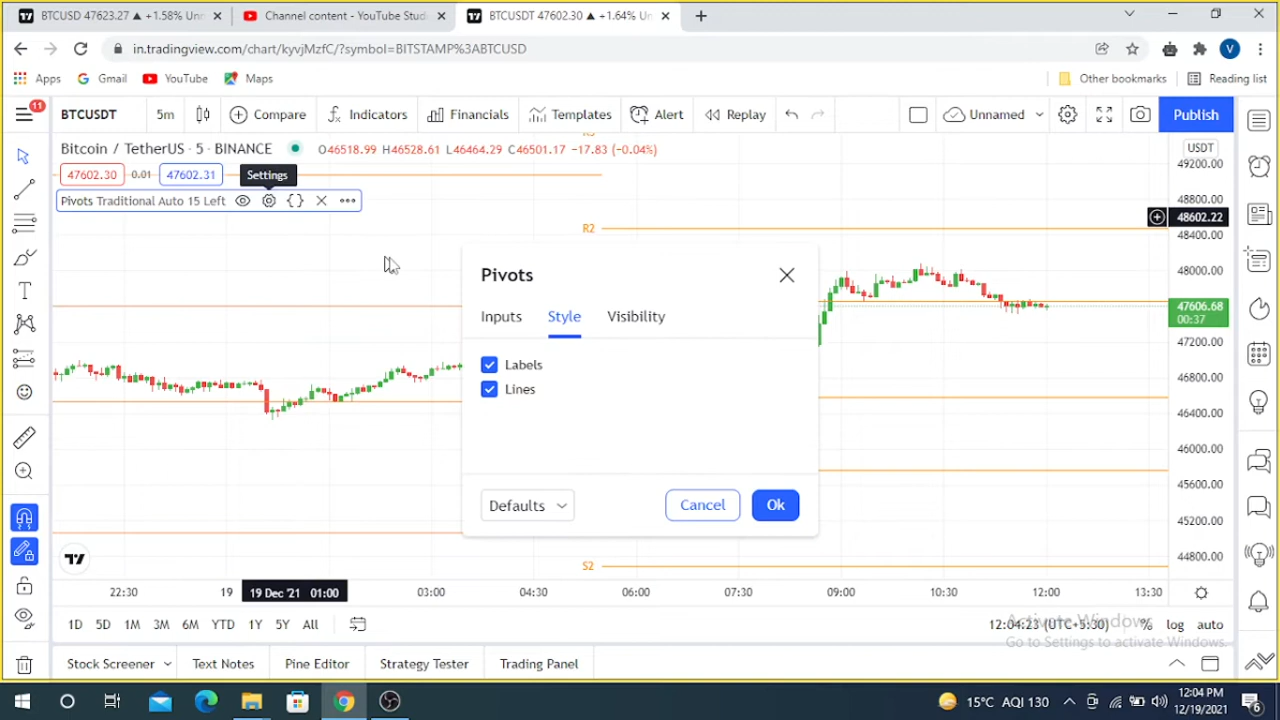 BTCUSDT 47623.27 ▲ +1.58% Unn
Channel content - YouTube Studio
BTCUSDT 47602.30 ▲ +1.64% Un
in.tradingview.com/chart/kyvjMzfC/?symbol=BITSTAMP%3ABTCUSD
V
Apps
Gmail
YouTube
Maps
Other bookmarks
Reading list
11
BTCUSDT
5m
Compare
Indicators
Financials
Templates
Alert
Replay
Unnamed
Publish
Bitcoin / TetherUS · 5 · BINANCE
O46518.99 H46528.61 L46464.29 C46501.17 −17.83 (−0.04%)
USDT
47602.30
0.01
47602.31
Settings
Pivots Traditional Auto 15 Left
R3
R2
S2
49200.00
48800.00
48602.22
48400.00
48000.00
47606.68
00:37
47200.00
46800.00
46400.00
46000.00
45600.00
45200.00
44800.00
Pivots
Inputs
Style
Visibility
Labels
Lines
Defaults
Cancel
Ok
22:30
19
19 Dec '21 01:00
03:00
04:30
06:00
07:30
09:00
10:30
12:00
13:30
1D
5D
1M
3M
6M
YTD
1Y
5Y
All
12:04:23 (UTC+5:30)
%
log
auto
Activate Windows
Go to Settings to activate Windows.
Stock Screener
Text Notes
Pine Editor
Strategy Tester
Trading Panel
15°C AQI 130
12:04 PM
12/19/2021
6